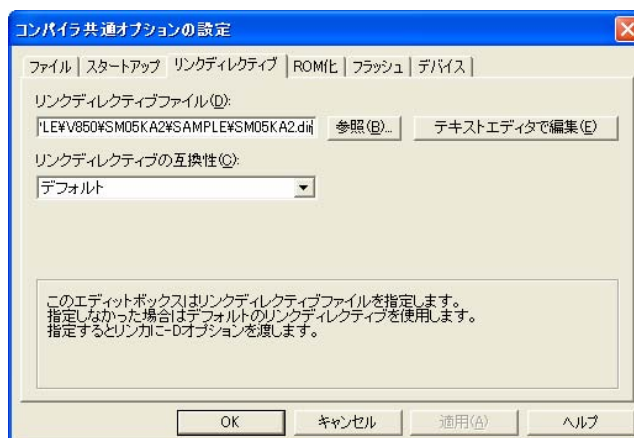 コンパイラ共通オプションの設定
ファイル
スタートアップ
リンクディレクティブ
ROM化
フラッシュ
デバイス
リンクディレクティブファイル(D):
'LE¥V850¥SM05KA2¥SAMPLE¥SM05KA2.dir
参照(B)...
テキストエディタで編集(E)
リンクディレクティブの互換性(C):
デフォルト
このエディットボックスはリンクディレクティブファイルを指定します。
指定しなかった場合はデフォルトのリンクディレクティブを使用します。
指定するとリンカに-Dオプションを渡します。
OK
キャンセル
適用(A)
ヘルプ